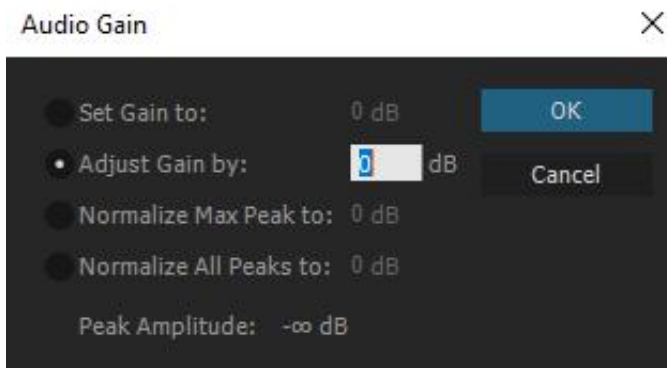 Audio Gain
Set Gain to: 0 dB
OK
Adjust Gain by: 0 dB
Cancel
Normalize Max Peak to: 0 dB
Normalize All Peaks to: 0 dB
Peak Amplitude: -∞ dB